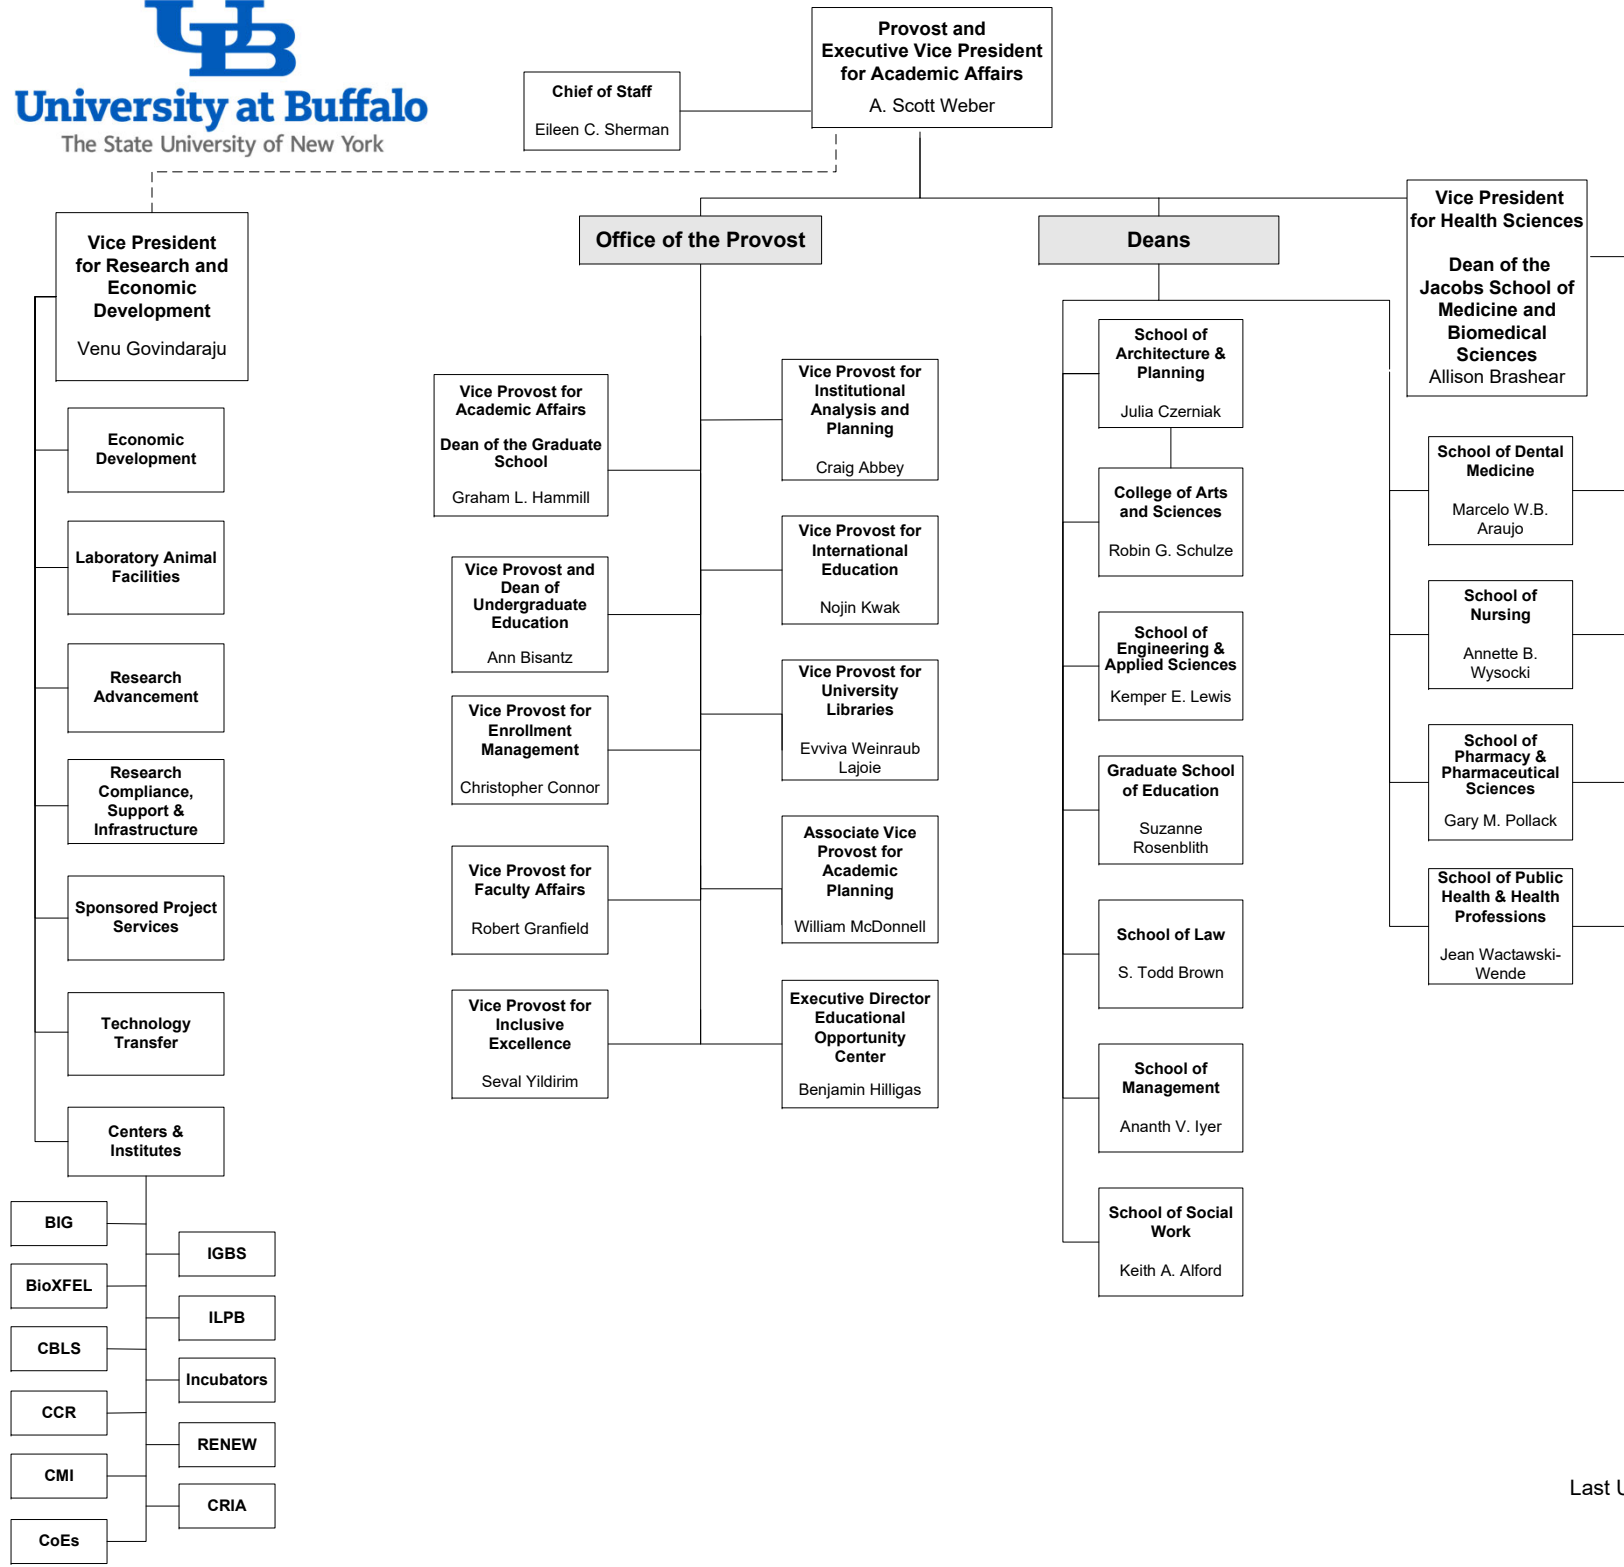 UB
University at Buffalo
The State University of New York
Provost and
Executive Vice President
for Academic Affairs
A. Scott Weber
Chief of Staff
Eileen C. Sherman
Vice President
for Research and
Economic
Development
Venu Govindaraju
Economic
Development
Laboratory Animal
Facilities
Research
Advancement
Research
Compliance,
Support &
Infrastructure
Sponsored Project
Services
Technology
Transfer
Centers &
Institutes
BIG
IGBS
BioXFEL
ILPB
CBLS
Incubators
CCR
RENEW
CMI
CRIA
CoEs
Office of the Provost
Vice Provost for
Academic Affairs
Dean of the Graduate
School
Graham L. Hammill
Vice Provost and
Dean of
Undergraduate
Education
Ann Bisantz
Vice Provost for
Enrollment
Management
Christopher Connor
Vice Provost for
Faculty Affairs
Robert Granfield
Vice Provost for
Inclusive
Excellence
Seval Yildirim
Vice Provost for
Institutional
Analysis and
Planning
Craig Abbey
Vice Provost for
International
Education
Nojin Kwak
Vice Provost for
University
Libraries
Evviva Weinraub
Lajoie
Associate Vice
Provost for
Academic
Planning
William McDonnell
Executive Director
Educational
Opportunity
Center
Benjamin Hilligas
Deans
School of
Architecture &
Planning
Julia Czerniak
College of Arts
and Sciences
Robin G. Schulze
School of
Engineering &
Applied Sciences
Kemper E. Lewis
Graduate School
of Education
Suzanne
Rosenblith
School of Law
S. Todd Brown
School of
Management
Ananth V. Iyer
School of Social
Work
Keith A. Alford
Vice President
for Health Sciences
Dean of the
Jacobs School of
Medicine and
Biomedical
Sciences
Allison Brashear
School of Dental
Medicine
Marcelo W.B.
Araujo
School of
Nursing
Annette B.
Wysocki
School of
Pharmacy &
Pharmaceutical
Sciences
Gary M. Pollack
School of Public
Health & Health
Professions
Jean Wactawski-
Wende
Last U